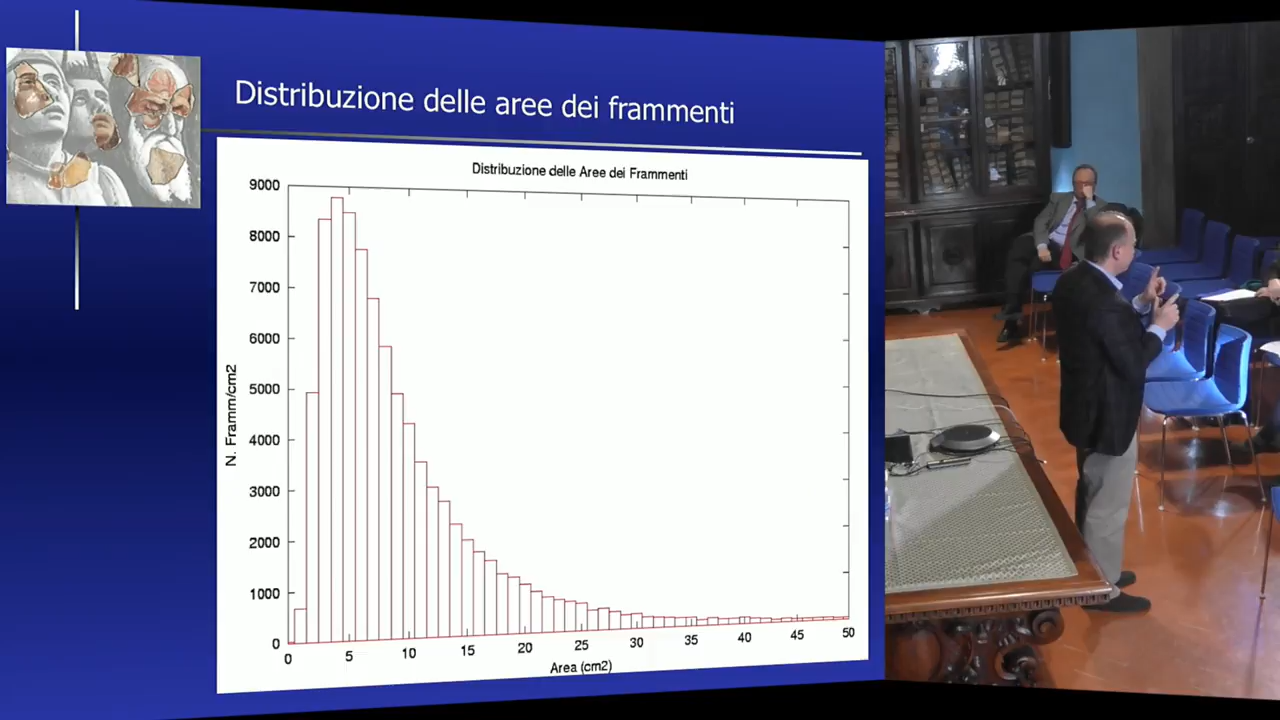 Distribuzione delle aree dei frammenti
Distribuzione delle Aree dei Frammenti
9000
8000
7000
6000
5000
4000
3000
2000
1000
0
N. Framm/cm2
0 5 10 15 20 25 30 35 40 45 50
Area (cm2)